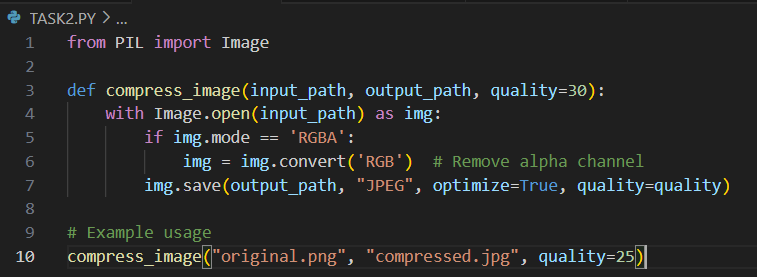 TASK2.PY > ...
1 from PIL import Image
2
3 def compress_image(input_path, output_path, quality=30):
4     with Image.open(input_path) as img:
5         if img.mode == 'RGBA':
6             img = img.convert('RGB')  # Remove alpha channel
7         img.save(output_path, "JPEG", optimize=True, quality=quality)
8
9 # Example usage
10 compress_image("original.png", "compressed.jpg", quality=25)